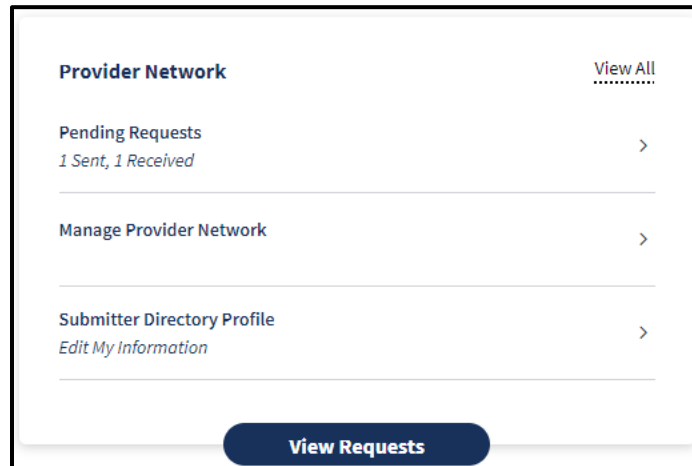 Provider Network
View All
Pending Requests
1 Sent, 1 Received
Manage Provider Network
Submitter Directory Profile
Edit My Information
View Requests